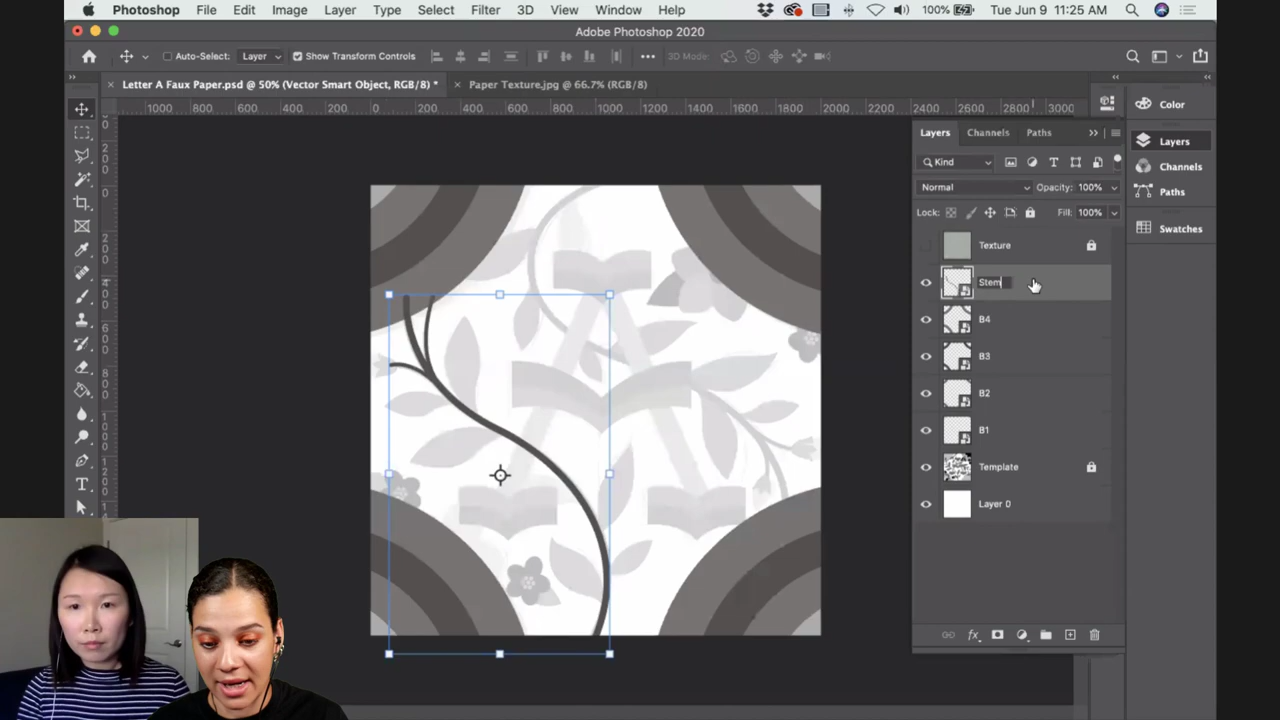 Photoshop File Edit Image Layer Type Select Filter 3D View Window Help 100% Tue Jun 9 11:25 AM
Adobe Photoshop 2020
Auto-Select: Layer Show Transform Controls 3D Mode:
Letter A Faux Paper.psd @ 50% (Vector Smart Object, RGB/8) * Paper Texture.jpg @ 66.7% (RGB/8)
1000 800 600 400 200 0 200 400 600 800 1000 1200 1400 1600 1800 2000 2200 2400 2600 2800 3000
Layers Channels Paths
Color
Kind
Layers
Channels
Paths
Swatches
Normal Opacity: 100%
Lock: Fill: 100%
Texture
Stem
B4
B3
B2
B1
Template
Layer 0
fx